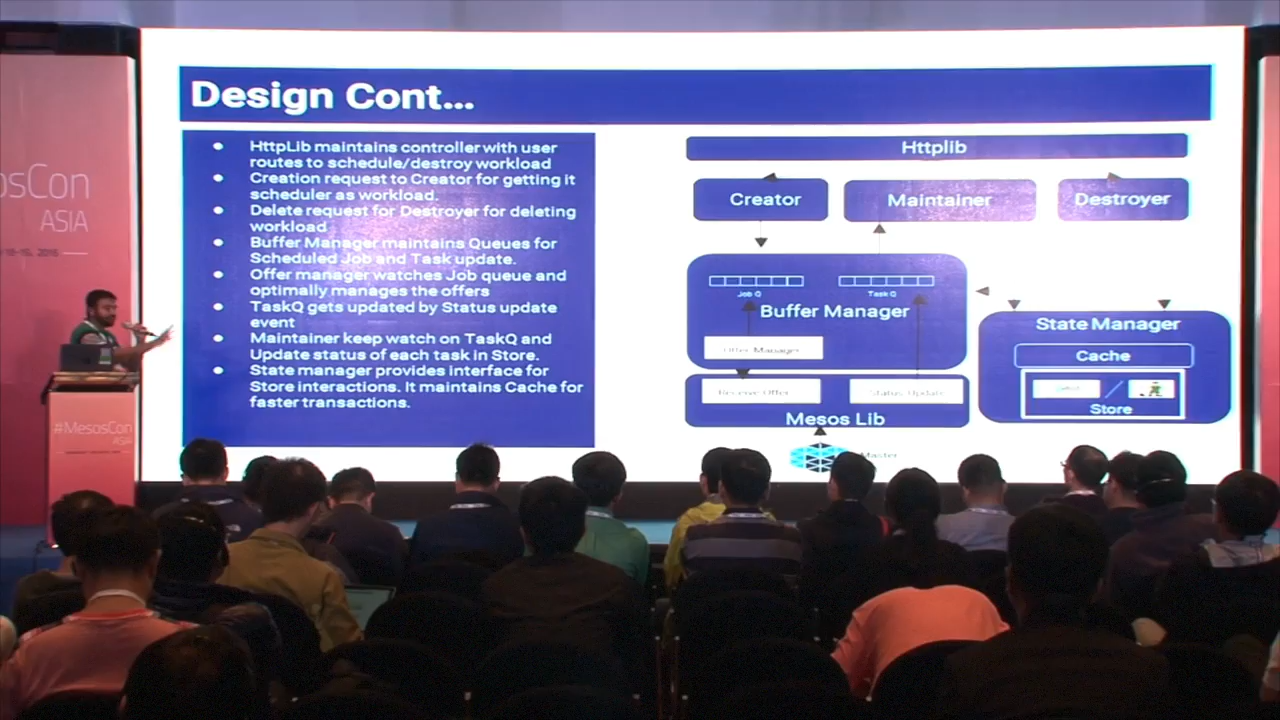 Design Cont...
HttpLib maintains controller with user
routes to schedule/destroy workload
Creation request to Creator for getting it
scheduler as workload.
Delete request for Destroyer for deleting
workload
Buffer Manager maintains Queues for
Scheduled Job and Task update.
Offer manager watches Job queue and
optimally manages the offers
TaskQ gets updated by Status update
event
Maintainer keep watch on TaskQ and
Update status of each task in Store.
State manager provides interface for
Store interactions. It maintains Cache for
faster transactions.
Httplib
Creator
Maintainer
Destroyer
Job Q
Task Q
Buffer Manager
Offer Manager
Receive Offer
Status Update
Mesos Lib
Master
State Manager
Cache
Store
osCon
ASIA
#MesosCon
ASIA